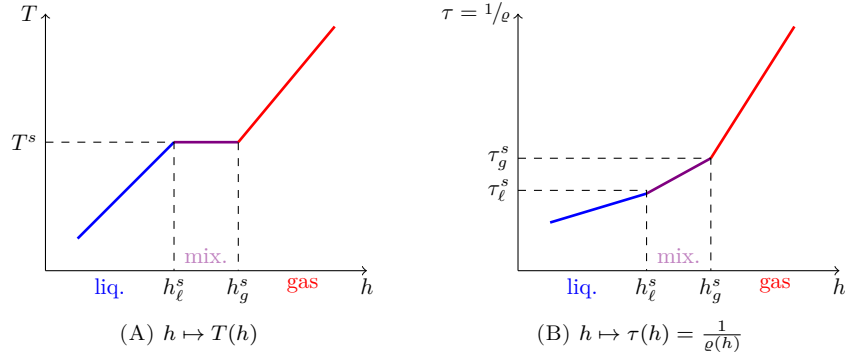 T
T^s
mix.
liq.
h_ℓ^s
h_g^s
gas
h
(A) h ↦ T(h)
τ = 1/ϱ
τ_g^s
τ_ℓ^s
mix.
liq.
h_ℓ^s
h_g^s
gas
h
(B) h ↦ τ(h) = 1/ϱ(h)